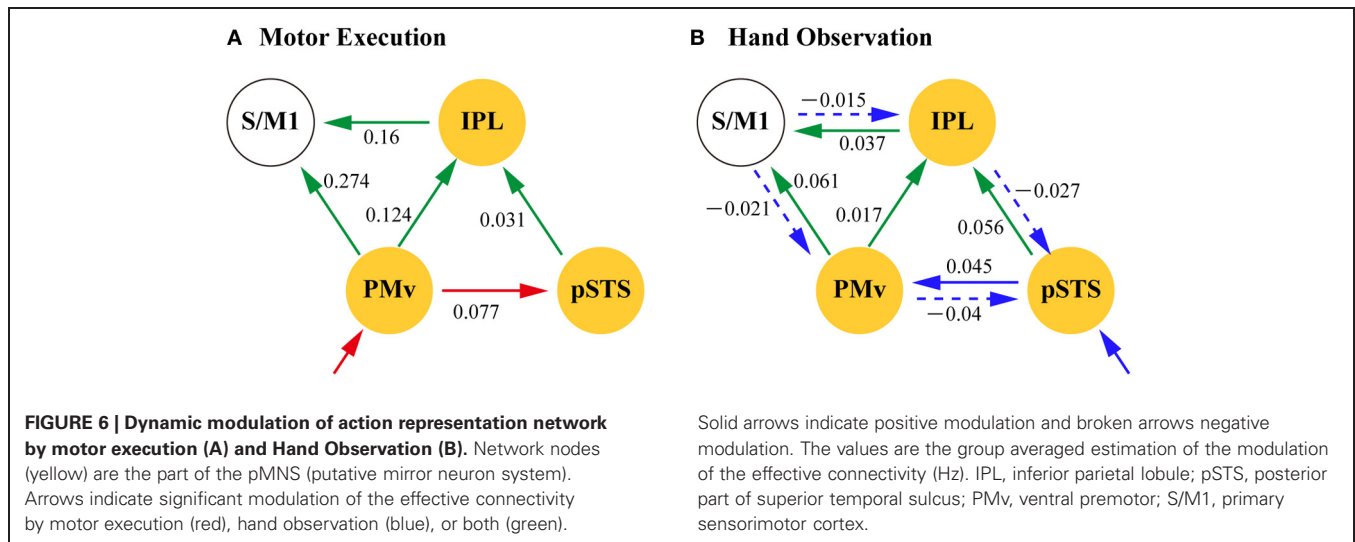 A Motor Execution
S/M1
IPL
0.16
0.274
0.124
0.031
PMv
pSTS
0.077
B Hand Observation
−0.015
S/M1
IPL
0.037
0.061
−0.027
−0.021
0.017
0.056
0.045
PMv
pSTS
−0.04
FIGURE 6 | Dynamic modulation of action representation network
by motor execution (A) and Hand Observation (B). Network nodes
(yellow) are the part of the pMNS (putative mirror neuron system).
Arrows indicate significant modulation of the effective connectivity
by motor execution (red), hand observation (blue), or both (green).
Solid arrows indicate positive modulation and broken arrows negative
modulation. The values are the group averaged estimation of the modulation
of the effective connectivity (Hz). IPL, inferior parietal lobule; pSTS, posterior
part of superior temporal sulcus; PMv, ventral premotor; S/M1, primary
sensorimotor cortex.